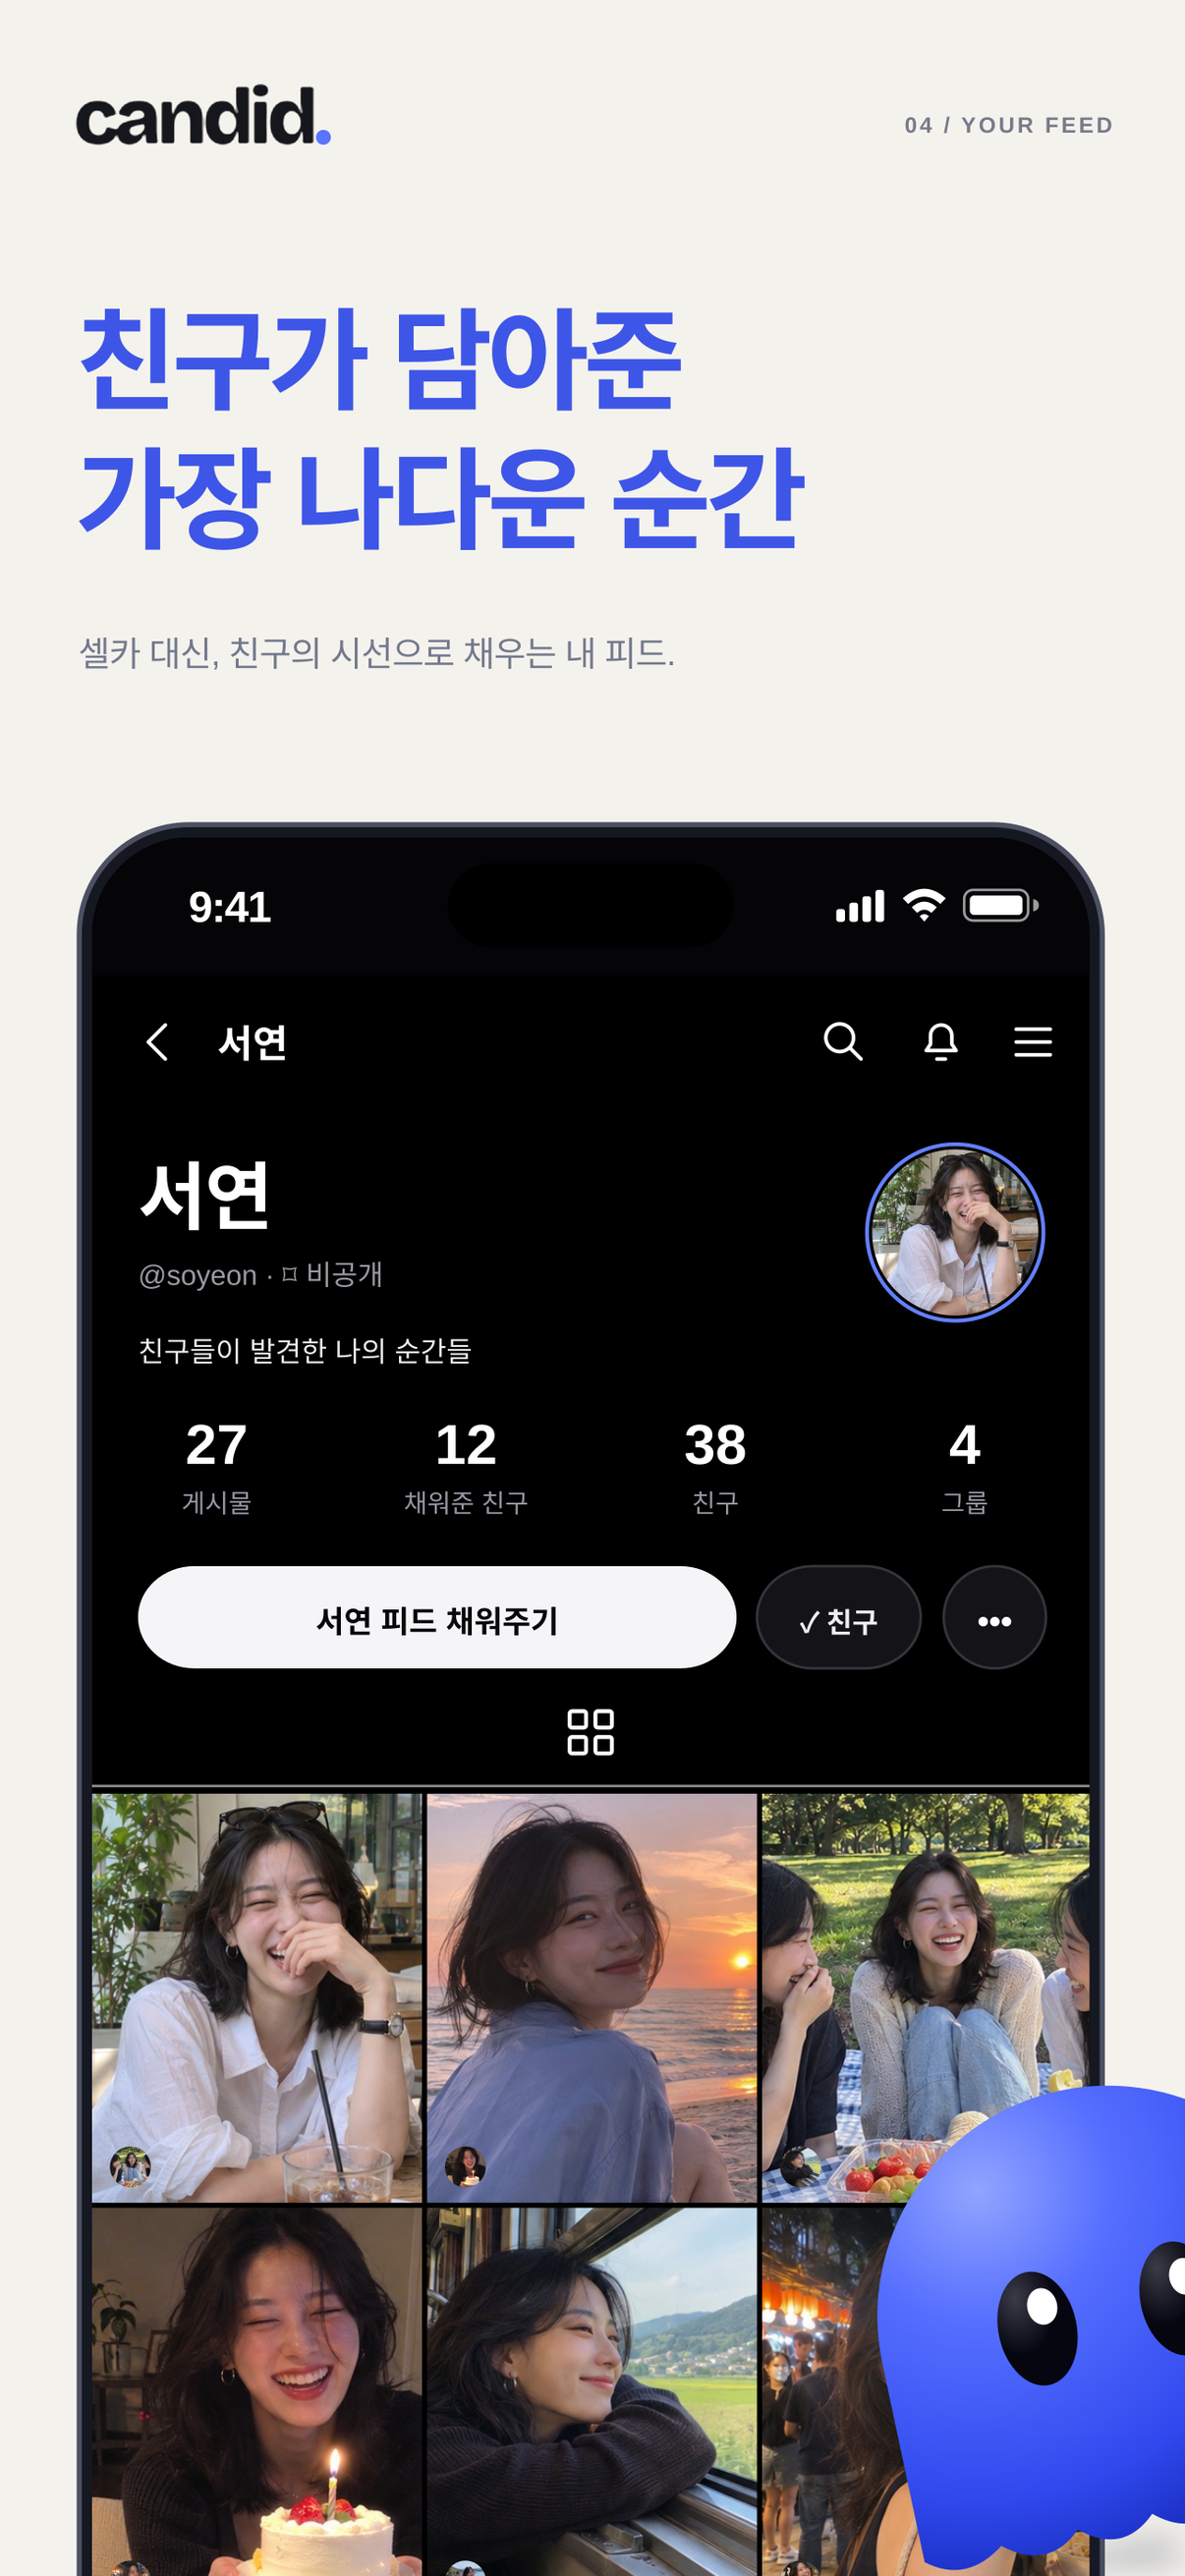 candid.
04 / YOUR FEED
친구가 담아준
가장 나다운 순간
셀카 대신, 친구의 시선으로 채우는 내 피드.
9:41
서연
서연
@soyeon · ⌑ 비공개
친구들이 발견한 나의 순간들
27 12 38 4
게시물 채워준 친구 친구 그룹
서연 피드 채워주기 ✓ 친구 •••